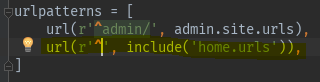 urlpatterns = [
    url(r'^admin/', admin.site.urls),
    url(r'^', include('home.urls')),
]